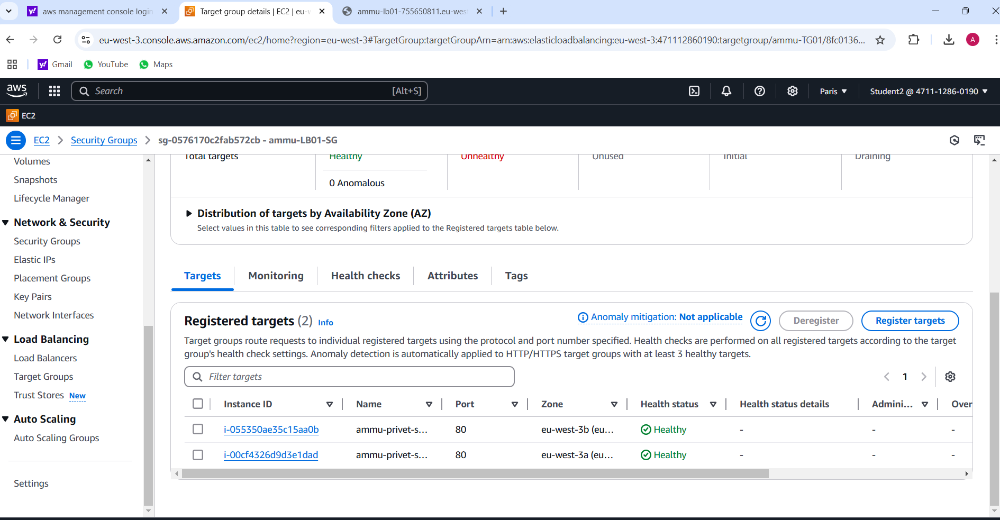 aws management console login
Target group details | EC2 | eu-w
ammu-lb01-755650811.eu-west
eu-west-3.console.aws.amazon.com/ec2/home?region=eu-west-3#TargetGroup:targetGroupArn=arn:aws:elasticloadbalancing:eu-west-3:471112860190:targetgroup/ammu-TG01/8fc0136...
A
Gmail
YouTube
Maps
aws
Search
[Alt+S]
Paris
Student2 @ 4711-1286-0190
EC2
EC2
Security Groups
sg-0576170c2fab572cb - ammu-LB01-SG
Volumes
Snapshots
Lifecycle Manager
Network & Security
Security Groups
Elastic IPs
Placement Groups
Key Pairs
Network Interfaces
Load Balancing
Load Balancers
Target Groups
Trust Stores New
Auto Scaling
Auto Scaling Groups
Settings
Total targets
Healthy
Unhealthy
Unused
Initial
Draining
0 Anomalous
Distribution of targets by Availability Zone (AZ)
Select values in this table to see corresponding filters applied to the Registered targets table below.
Targets
Monitoring
Health checks
Attributes
Tags
Registered targets (2) Info
Anomaly mitigation: Not applicable
Deregister
Register targets
Target groups route requests to individual registered targets using the protocol and port number specified. Health checks are performed on all registered targets according to the target
group's health check settings. Anomaly detection is automatically applied to HTTP/HTTPS target groups with at least 3 healthy targets.
Filter targets
1
Instance ID
Name
Port
Zone
Health status
Health status details
Admini...
Over
i-055350ae35c15aa0b
ammu-privet-s...
80
eu-west-3b (eu...
Healthy
-
-
-
i-00cf4326d9d3e1dad
ammu-privet-s...
80
eu-west-3a (eu...
Healthy
-
-
-